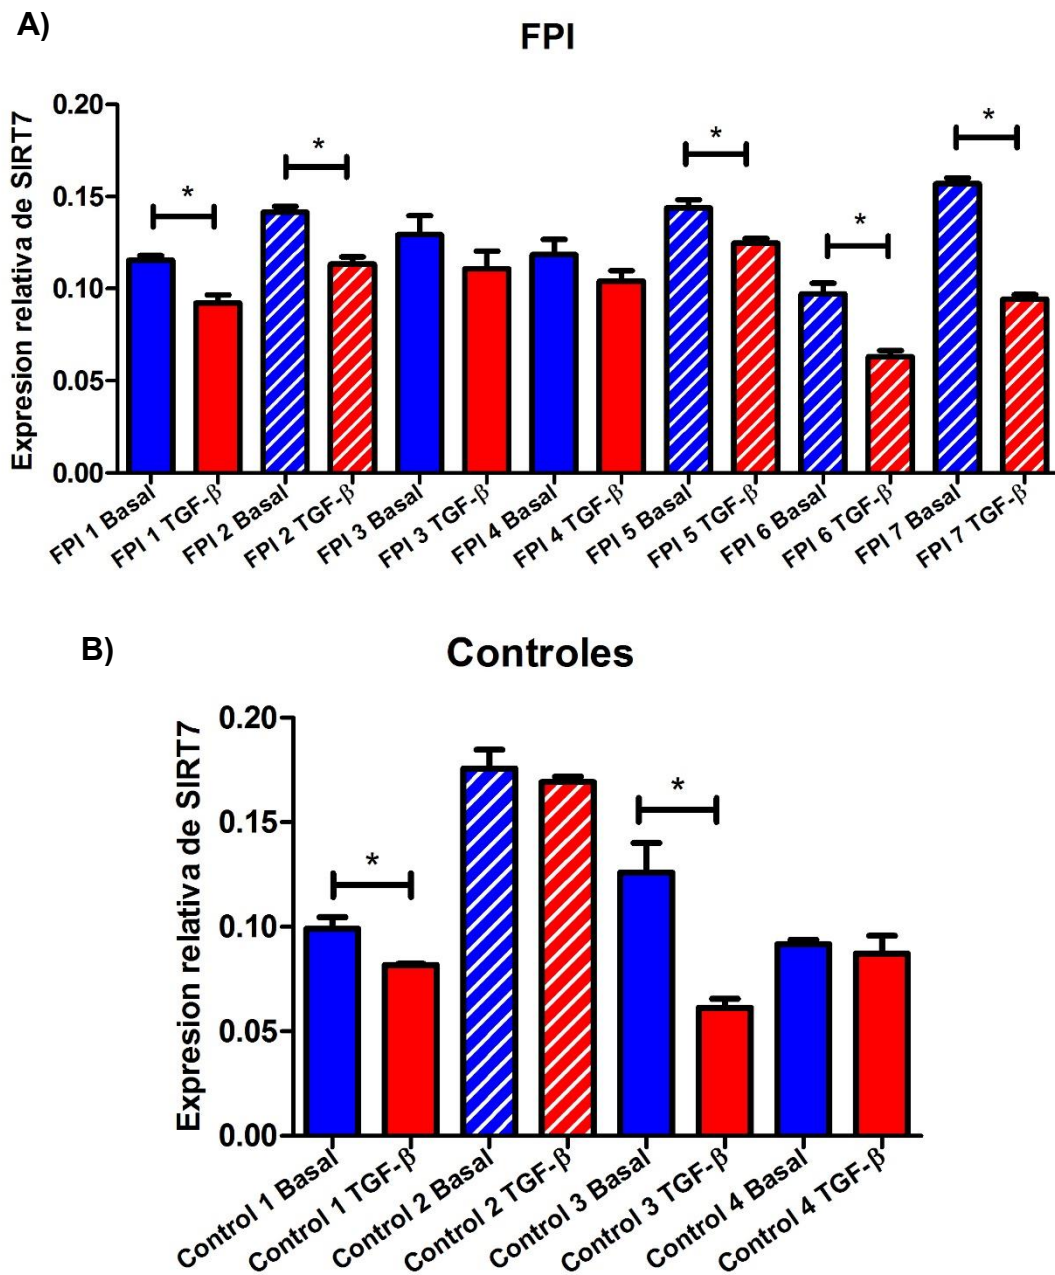 A)
FPI
Expresion relativa de SIRT7
0.20
0.15
0.10
0.05
0.00
*
*
*
*
*
FPI 1 Basal
FPI 1 TGF-β
FPI 2 Basal
FPI 2 TGF-β
FPI 3 Basal
FPI 3 TGF-β
FPI 4 Basal
FPI 4 TGF-β
FPI 5 Basal
FPI 5 TGF-β
FPI 6 Basal
FPI 6 TGF-β
FPI 7 Basal
FPI 7 TGF-β
B)
Controles
Expresion relativa de SIRT7
0.20
0.15
0.10
0.05
0.00
*
*
Control 1 Basal
Control 1 TGF-β
Control 2 Basal
Control 2 TGF-β
Control 3 Basal
Control 3 TGF-β
Control 4 Basal
Control 4 TGF-β